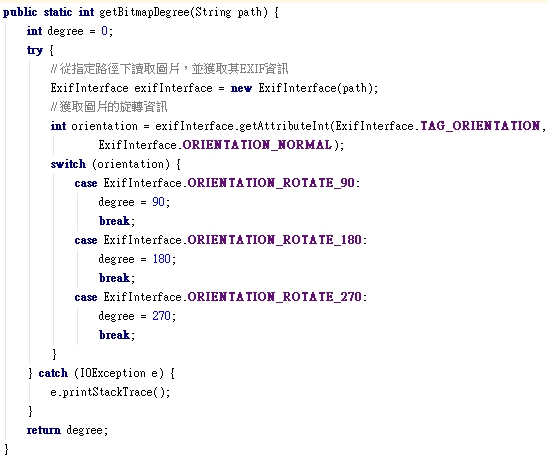 public static int getBitmapDegree(String path) {
    int degree = 0;
    try {
        //從指定路徑下讀取圖片，並獲取其EXIF資訊
        ExifInterface exifInterface = new ExifInterface(path);
        //獲取圖片的旋轉資訊
        int orientation = exifInterface.getAttributeInt(ExifInterface.TAG_ORIENTATION,
                ExifInterface.ORIENTATION_NORMAL);
        switch (orientation) {
            case ExifInterface.ORIENTATION_ROTATE_90:
                degree = 90;
                break;
            case ExifInterface.ORIENTATION_ROTATE_180:
                degree = 180;
                break;
            case ExifInterface.ORIENTATION_ROTATE_270:
                degree = 270;
                break;
        }
    } catch (IOException e) {
        e.printStackTrace();
    }
    return degree;
}